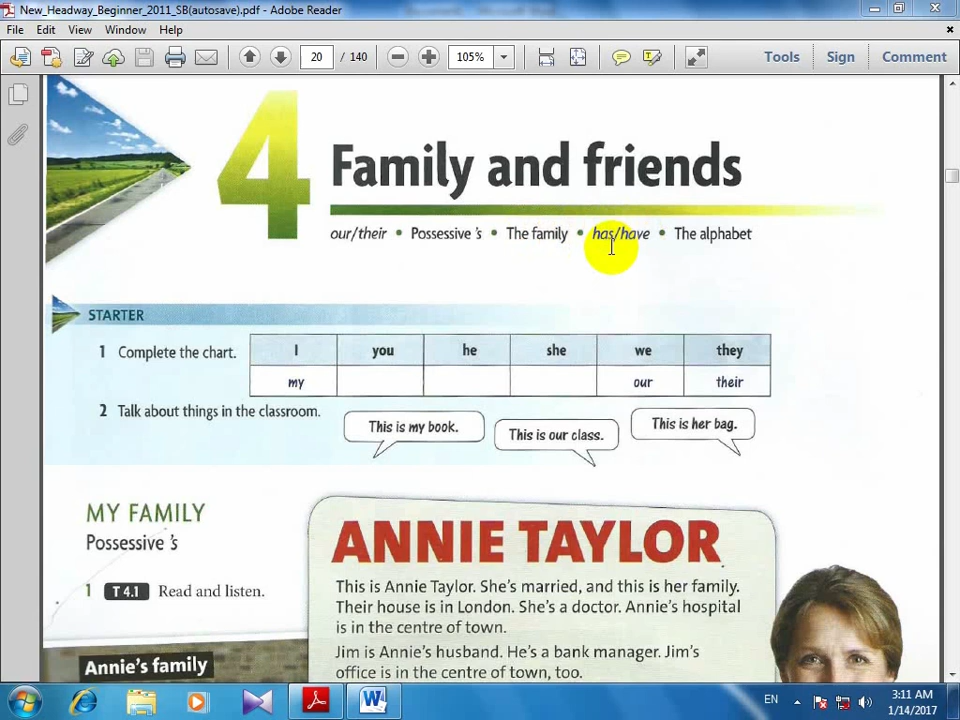 New_Headway_Beginner_2011_SB(autosave).pdf - Adobe Reader
File Edit View Window Help
20 / 140 105% Tools Sign Comment
4
Family and friends
our/their • Possessive 's • The family • has/have • The alphabet
STARTER
1 Complete the chart.
I you he she we they
my our their
2 Talk about things in the classroom.
This is my book.
This is our class.
This is her bag.
MY FAMILY
Possessive 's
1 T 4.1 Read and listen.
Annie's family
ANNIE TAYLOR
This is Annie Taylor. She's married, and this is her family.
Their house is in London. She's a doctor. Annie's hospital
is in the centre of town.
Jim is Annie's husband. He's a bank manager. Jim's
office is in the centre of town, too.
EN 3:11 AM
1/14/2017